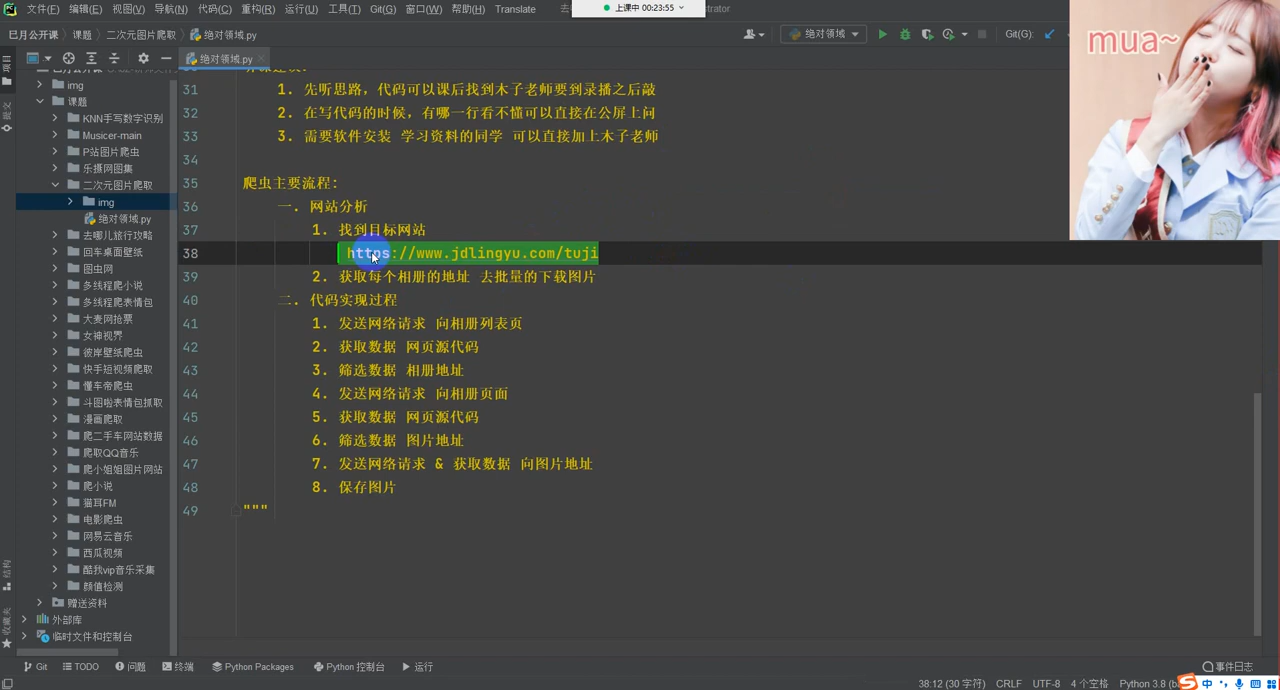 文件(F) 编辑(E) 视图(V) 导航(N) 代码(C) 重构(R) 运行(U) 工具(T) Git(G) 窗口(W) 帮助(H) Translate
上课中 00:23:55
巳月公开课 课题 二次元图片爬取 绝对领域.py
绝对领域
Git(G):
mua~
项目
提交
结构
收藏夹
img
课题
KNN手写数字识别
Musicer-main
P站图片爬虫
乐摄网图集
二次元图片爬取
img
绝对领域.py
去哪儿旅行攻略
回车桌面壁纸
图虫网
多线程爬小说
多线程爬表情包
大麦网抢票
女神视界
彼岸壁纸爬虫
快手短视频爬取
懂车帝爬虫
斗图啦表情包抓取
漫画爬取
爬二手车网站数据
爬取QQ音乐
爬小姐姐图片网站
爬小说
猫耳FM
电影爬虫
网易云音乐
西瓜视频
酷我vip音乐采集
颜值检测
赠送资料
外部库
临时文件和控制台
绝对领域.py
31 1. 先听思路，代码可以课后找到木子老师要到录播之后敲
32 2. 在写代码的时候，有哪一行看不懂可以直接在公屏上问
33 3. 需要软件安装 学习资料的同学 可以直接加上木子老师
34
35 爬虫主要流程:
36 一. 网站分析
37 1. 找到目标网站
38 https://www.jdlingyu.com/tuji
39 2. 获取每个相册的地址 去批量的下载图片
40 二. 代码实现过程
41 1. 发送网络请求 向相册列表页
42 2. 获取数据 网页源代码
43 3. 筛选数据 相册地址
44 4. 发送网络请求 向相册页面
45 5. 获取数据 网页源代码
46 6. 筛选数据 图片地址
47 7. 发送网络请求 & 获取数据 向图片地址
48 8. 保存图片
49 """
Git TODO 问题 终端 Python Packages Python 控制台 运行 事件日志
38:12 (30 字符) CRLF UTF-8 4 个空格 Python 3.8 (b
中